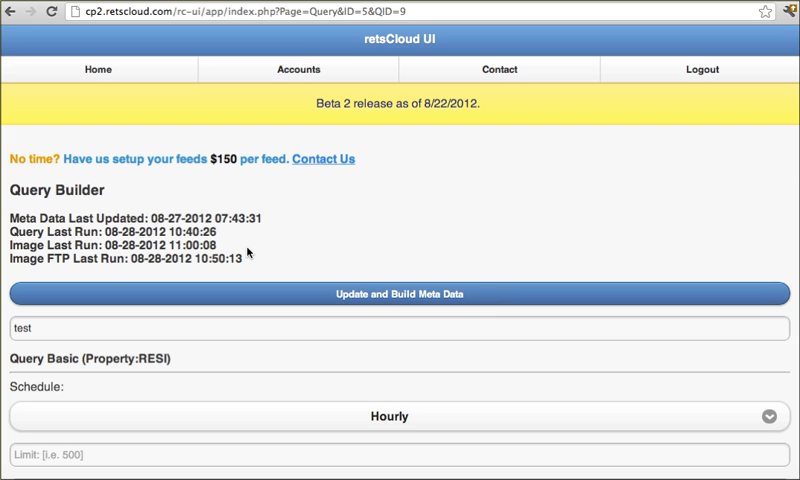 cp2.retscloud.com/rc-ui/app/index.php?Page=Query&ID=5&QID=9
retsCloud UI
Home Accounts Contact Logout
Beta 2 release as of 8/22/2012.
No time? Have us setup your feeds $150 per feed. Contact Us
Query Builder
Meta Data Last Updated: 08-27-2012 07:43:31
Query Last Run: 08-28-2012 10:40:26
Image Last Run: 08-28-2012 11:00:08
Image FTP Last Run: 08-28-2012 10:50:13
Update and Build Meta Data
test
Query Basic (Property:RESI)
Schedule:
Hourly
Limit: [i.e. 500]